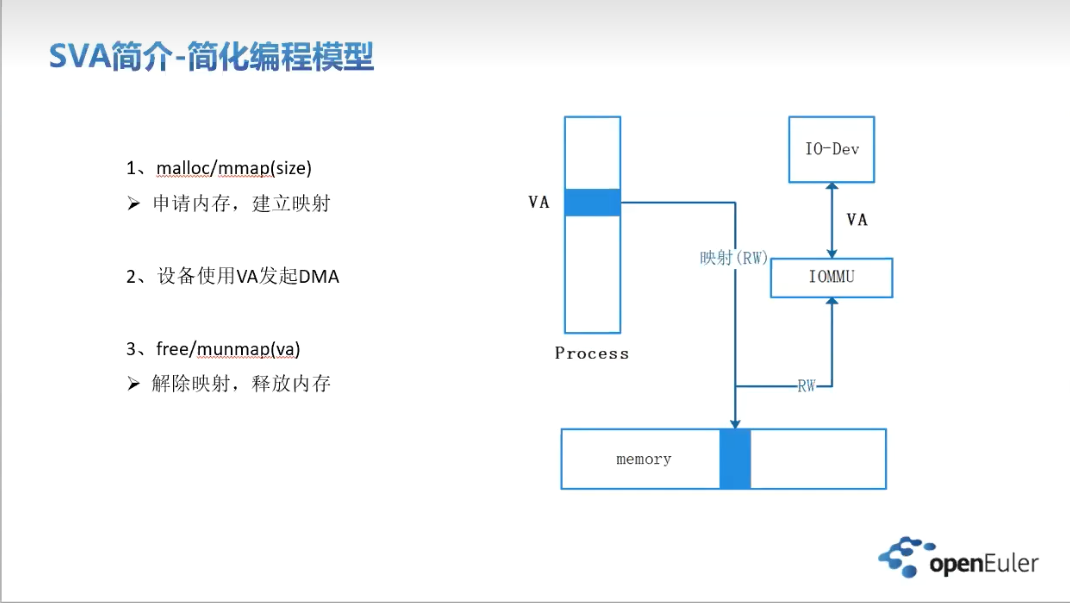 SVA简介-简化编程模型
1、malloc/mmap(size)
➢ 申请内存，建立映射
2、设备使用VA发起DMA
3、free/munmap(va)
➢ 解除映射，释放内存
IO-Dev
VA
VA
映射(RW)
IOMMU
Process
RW
memory
openEuler